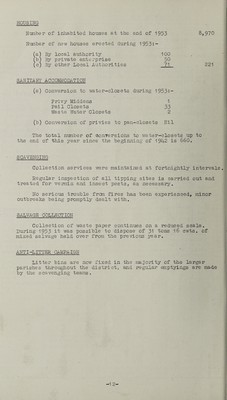 HOUSING
Number of inhabited houses at the end of 1953 8,970
Number of new houses erected during 1953:-
(a) By local authority 100
(b) By private enterprise 50
(c) By other Local Authorities 71 221
SANITARY ACCOMMODATION
(a) Conversion to water-closets during 1953:-
Privy Middens 1
Pail Closets 33
Waste Water Closets 2
(b) Conversion of privies to pan-closets Nil
The total number of conversions to water-closets up to
the end of this year since the beginning of 1942 is 460.
SCAVENGING
Collection services were maintained at fortnightly intervals.
Regular inspection of all tipping sites is carried out and
treated for vermin and insect pests, as necessary.
No serious trouble from fires has been experienced, minor
outbreaks being promptly dealt with.
SALVAGE COLLECTION
Collection of waste paper continues on a reduced scale.
During 1953 it was possible to dispose of 31 tons 18 cwts. of
mixed salvage held over from the previous year.
ANTI-LITTER CAMPAIGN
Litter bins are now fixed in the majority of the larger
parishes throughout the district, and regular emptyings are made
by the scavenging teams.
-12-